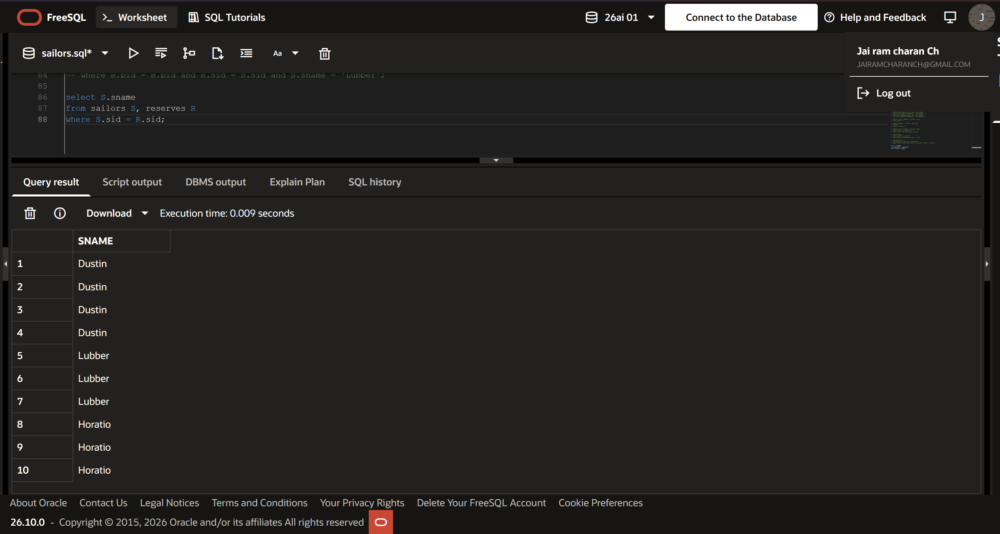 FreeSQL
Worksheet
SQL Tutorials
26ai 01
Connect to the Database
Help and Feedback
J
Jai ram charan Ch
JAIRAMCHARANCH@GMAIL.COM
Log out
sailors.sql*
Aa
84 -- where R.bid = B.bid and R.sid = S.sid and S.sname = 'Lubber';
85
86 select S.sname
87 from sailors S, reserves R
88 where S.sid = R.sid;
Query result
Script output
DBMS output
Explain Plan
SQL history
Download
Execution time: 0.009 seconds
SNAME
1 Dustin
2 Dustin
3 Dustin
4 Dustin
5 Lubber
6 Lubber
7 Lubber
8 Horatio
9 Horatio
10 Horatio
About Oracle
Contact Us
Legal Notices
Terms and Conditions
Your Privacy Rights
Delete Your FreeSQL Account
Cookie Preferences
26.10.0 - Copyright © 2015, 2026 Oracle and/or its affiliates All rights reserved